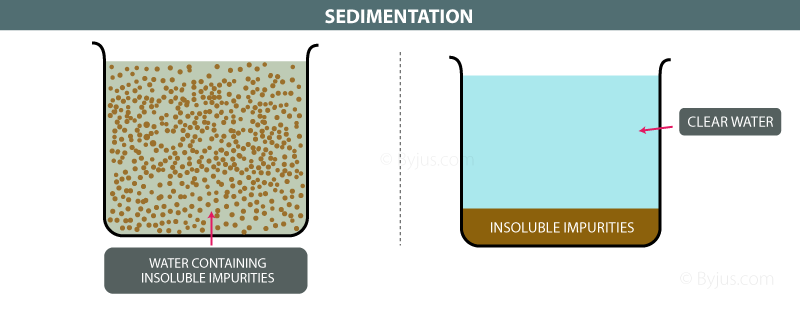 SEDIMENTATION
WATER CONTAINING
INSOLUBLE IMPURITIES
© Byjus.com
CLEAR WATER
INSOLUBLE IMPURITIES
© Byjus.com